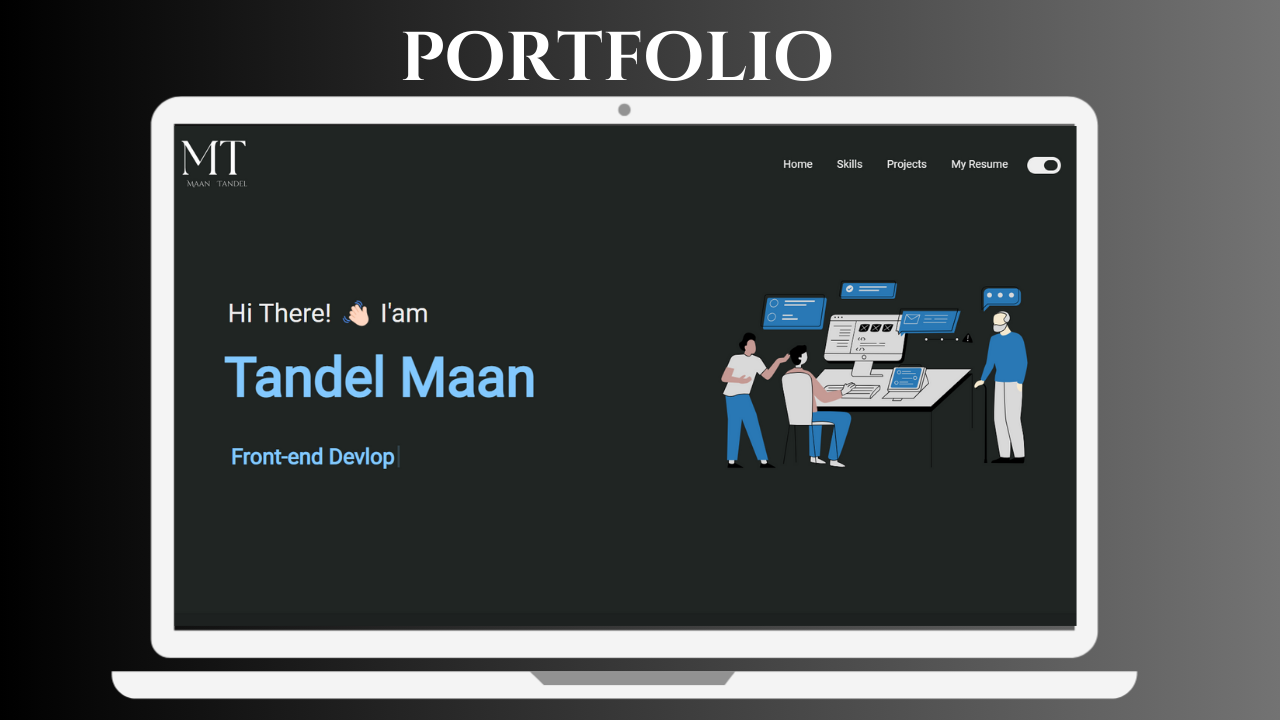 PORTFOLIO
MT
MAAN TANDEL
Home Skills Projects My Resume
Hi There! 👋🏻 I'am
Tandel Maan
Front-end Devlop